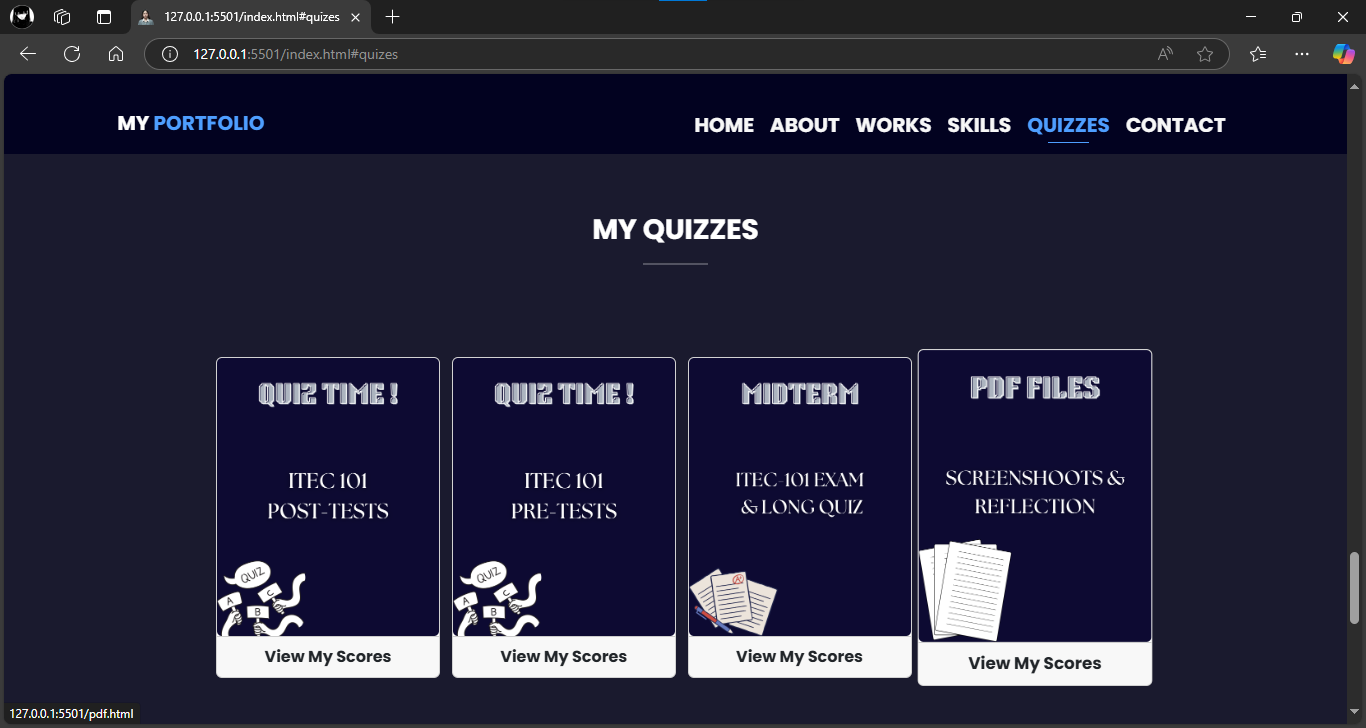 127.0.0.1:5501/index.html#quizes
127.0.0.1:5501/index.html#quizes
MY PORTFOLIO
HOME ABOUT WORKS SKILLS QUIZZES CONTACT
MY QUIZZES
QUIZ TIME !
ITEC 101
POST-TESTS
QUIZ
A
B
C
View My Scores
QUIZ TIME !
ITEC 101
PRE-TESTS
QUIZ
A
B
C
View My Scores
MIDTERM
ITEC-101 EXAM
& LONG QUIZ
A
View My Scores
PDF FILES
SCREENSHOOTS &
REFLECTION
View My Scores
127.0.0.1:5501/pdf.html